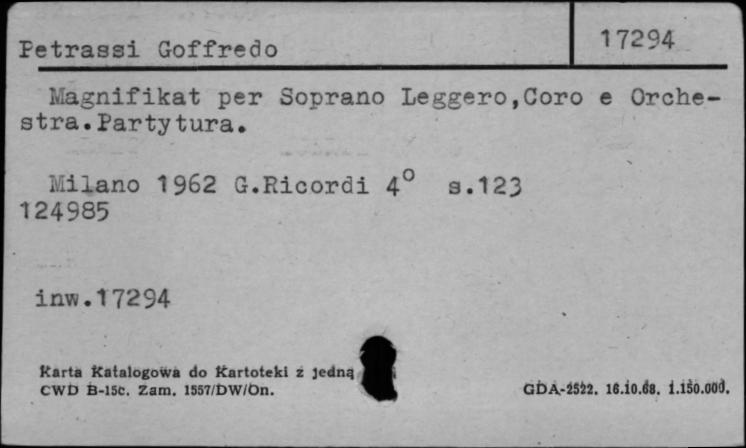 Petrassi Goffredo 17294
Magnifikat per Soprano Leggero,Coro e Orche-
stra.Partytura.
Milano 1962 G.Ricordi 4° s.123
124985
inw.17294
Karta Katalogowa do Kartoteki z jedną
CWD B-15c. Zam. 1557/DW/On.
GDA-2522. 16.10.68. 1.150.000.